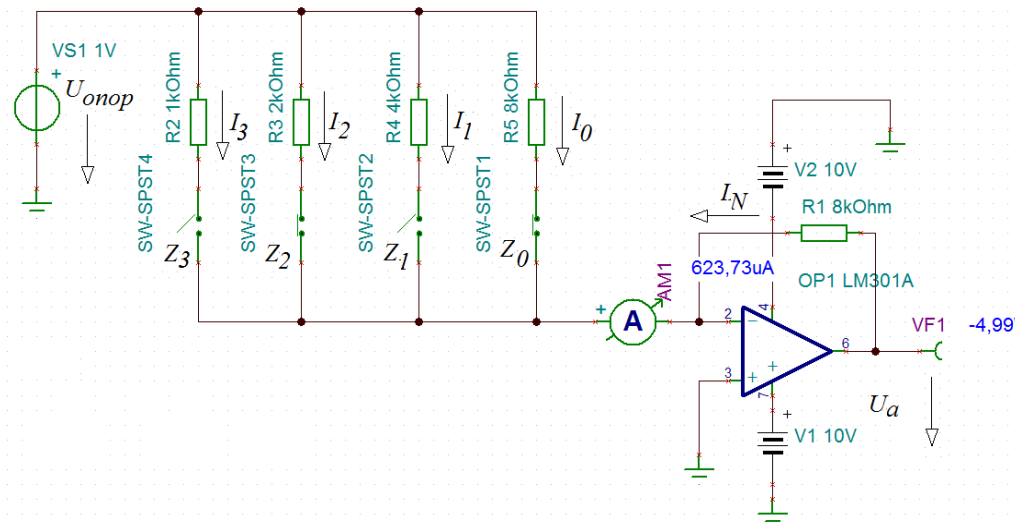 VS1 1V
+
Uопор
R2 1kOhm
I3
R3 2kOhm
I2
R4 4kOhm
I1
R5 8kOhm
I0
SW-SPST4
Z3
SW-SPST3
Z2
SW-SPST2
Z1
SW-SPST1
Z0
+
V2 10V
IN
R1 8kOhm
623,73uA
AM1
OP1 LM301A
+
A
2
−
4
3
+
+
7
6
VF1
-4,99
Ua
+
V1 10V